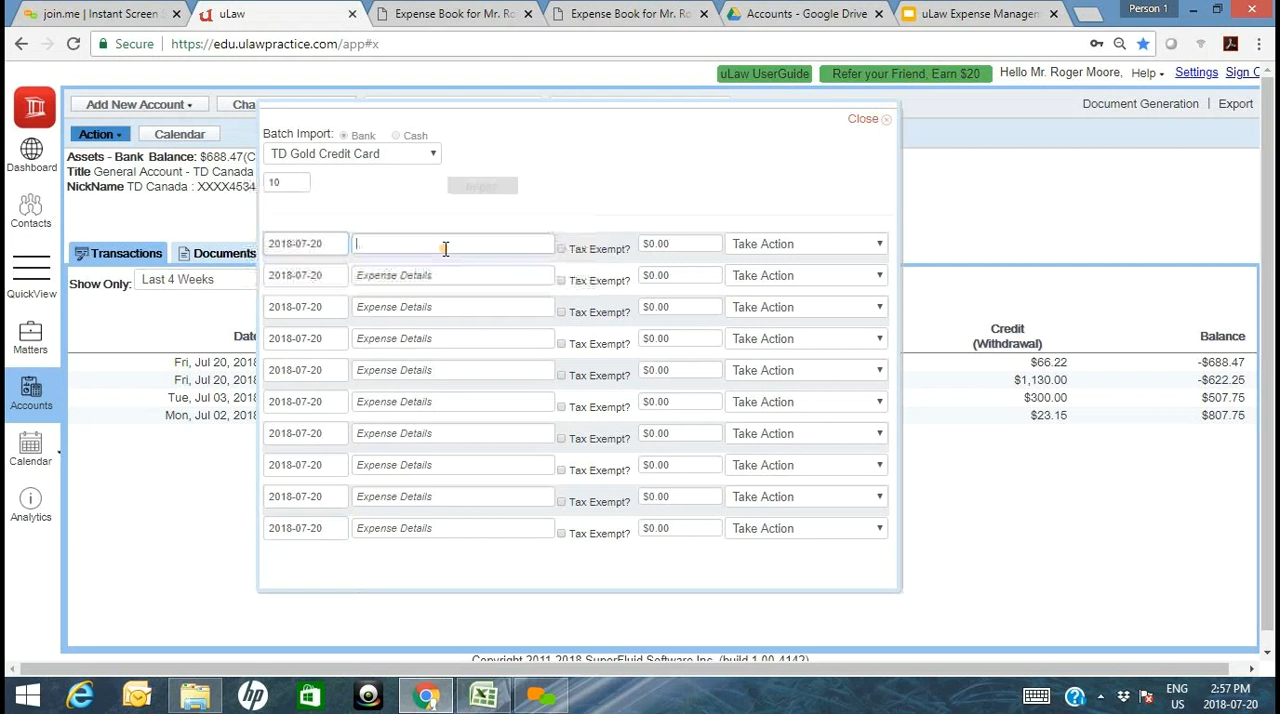 join.me | Instant Screen S
uLaw
Expense Book for Mr. Ro
Expense Book for Mr. Ro
Accounts - Google Drive
uLaw Expense Managem
Person 1
Secure
https://edu.ulawpractice.com/app#x
uLaw UserGuide
Refer your Friend, Earn $20
Hello Mr. Roger Moore,
Help
Settings
Sign O
Add New Account
Cha
Document Generation | Export
Action
Calendar
Assets - Bank Balance: $688.47(C
Title General Account - TD Canada
NickName TD Canada : XXXX4534
Close
Batch Import: Bank Cash
TD Gold Credit Card
10
Import
Dashboard
Contacts
QuickView
Matters
Accounts
Calendar
Analytics
Transactions
Documents
Show Only: Last 4 Weeks
2018-07-20 Tax Exempt? $0.00 Take Action
2018-07-20 Expense Details Tax Exempt? $0.00 Take Action
2018-07-20 Expense Details Tax Exempt? $0.00 Take Action
2018-07-20 Expense Details Tax Exempt? $0.00 Take Action
2018-07-20 Expense Details Tax Exempt? $0.00 Take Action
2018-07-20 Expense Details Tax Exempt? $0.00 Take Action
2018-07-20 Expense Details Tax Exempt? $0.00 Take Action
2018-07-20 Expense Details Tax Exempt? $0.00 Take Action
2018-07-20 Expense Details Tax Exempt? $0.00 Take Action
2018-07-20 Expense Details Tax Exempt? $0.00 Take Action
Date
Credit
(Withdrawal)
Balance
Fri, Jul 20, 2018 $66.22 -$688.47
Fri, Jul 20, 2018 $1,130.00 -$622.25
Tue, Jul 03, 2018 $300.00 $507.75
Mon, Jul 02, 2018 $23.15 $807.75
Copyright 2011-2018 SuperFluid Software Inc. (build 1.00-4142)
ENG
US
2:57 PM
2018-07-20